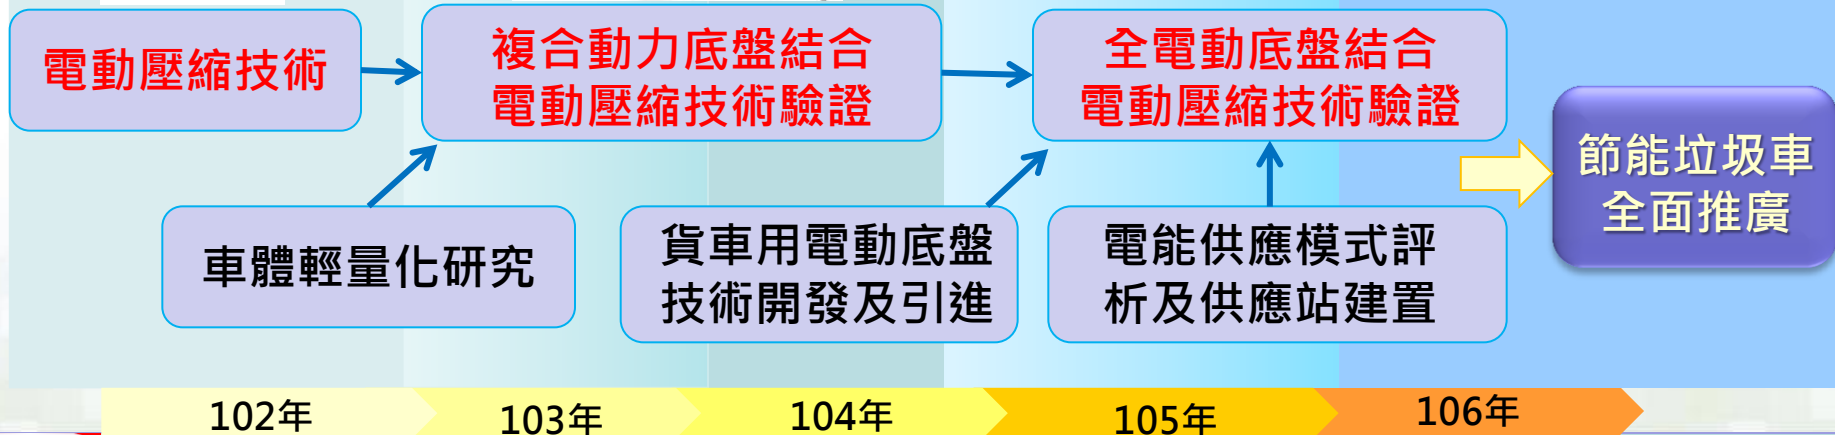 電動壓縮技術
複合動力底盤結合
電動壓縮技術驗證
全電動底盤結合
電動壓縮技術驗證
節能垃圾車
全面推廣
車體輕量化研究
貨車用電動底盤
技術開發及引進
電能供應模式評
析及供應站建置
102年
103年
104年
105年
106年